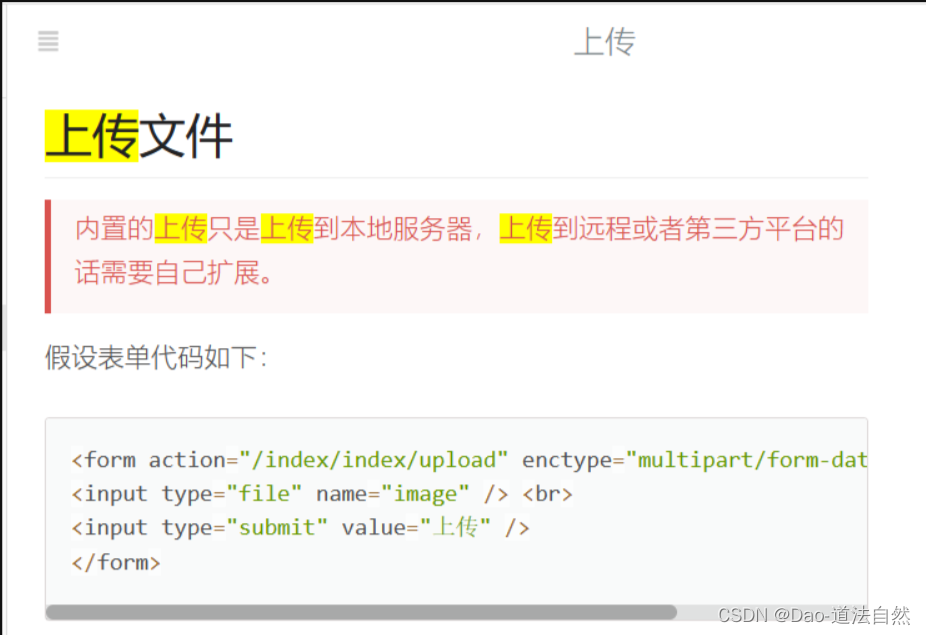 上传
上传文件
内置的上传只是上传到本地服务器，上传到远程或者第三方平台的
话需要自己扩展。
假设表单代码如下：
<form action="/index/index/upload" enctype="multipart/form-dat
<input type="file" name="image" /> <br>
<input type="submit" value="上传" />
</form>
CSDN @Dao-道法自然